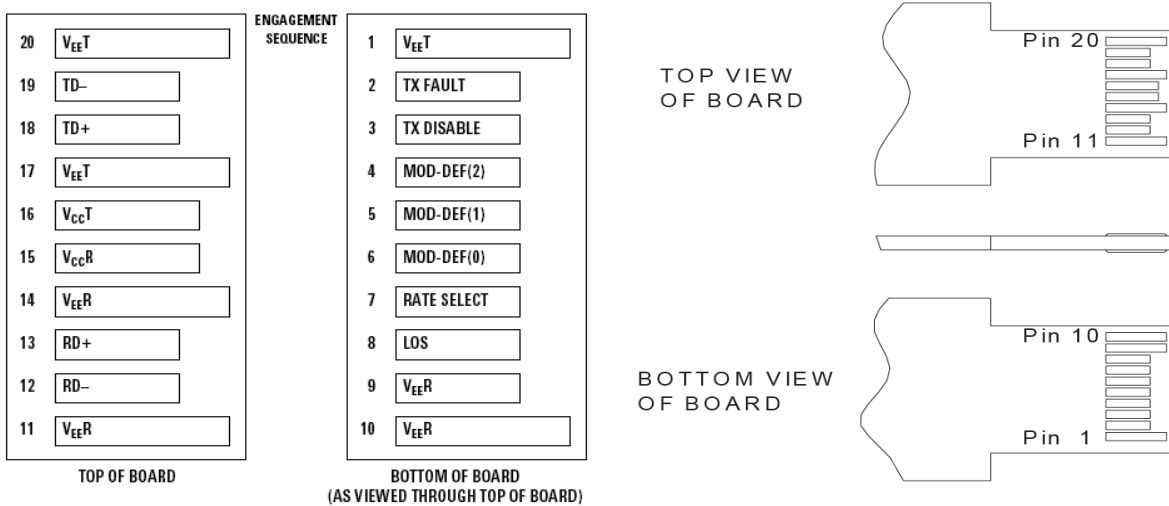 ENGAGEMENT
SEQUENCE
20 VEET
19 TD–
18 TD+
17 VEET
16 VCCT
15 VCCR
14 VEER
13 RD+
12 RD–
11 VEER
TOP OF BOARD
1 VEET
2 TX FAULT
3 TX DISABLE
4 MOD-DEF(2)
5 MOD-DEF(1)
6 MOD-DEF(0)
7 RATE SELECT
8 LOS
9 VEER
10 VEER
BOTTOM OF BOARD
(AS VIEWED THROUGH TOP OF BOARD)
TOP VIEW
OF BOARD
Pin 20
Pin 11
BOTTOM VIEW
OF BOARD
Pin 10
Pin 1